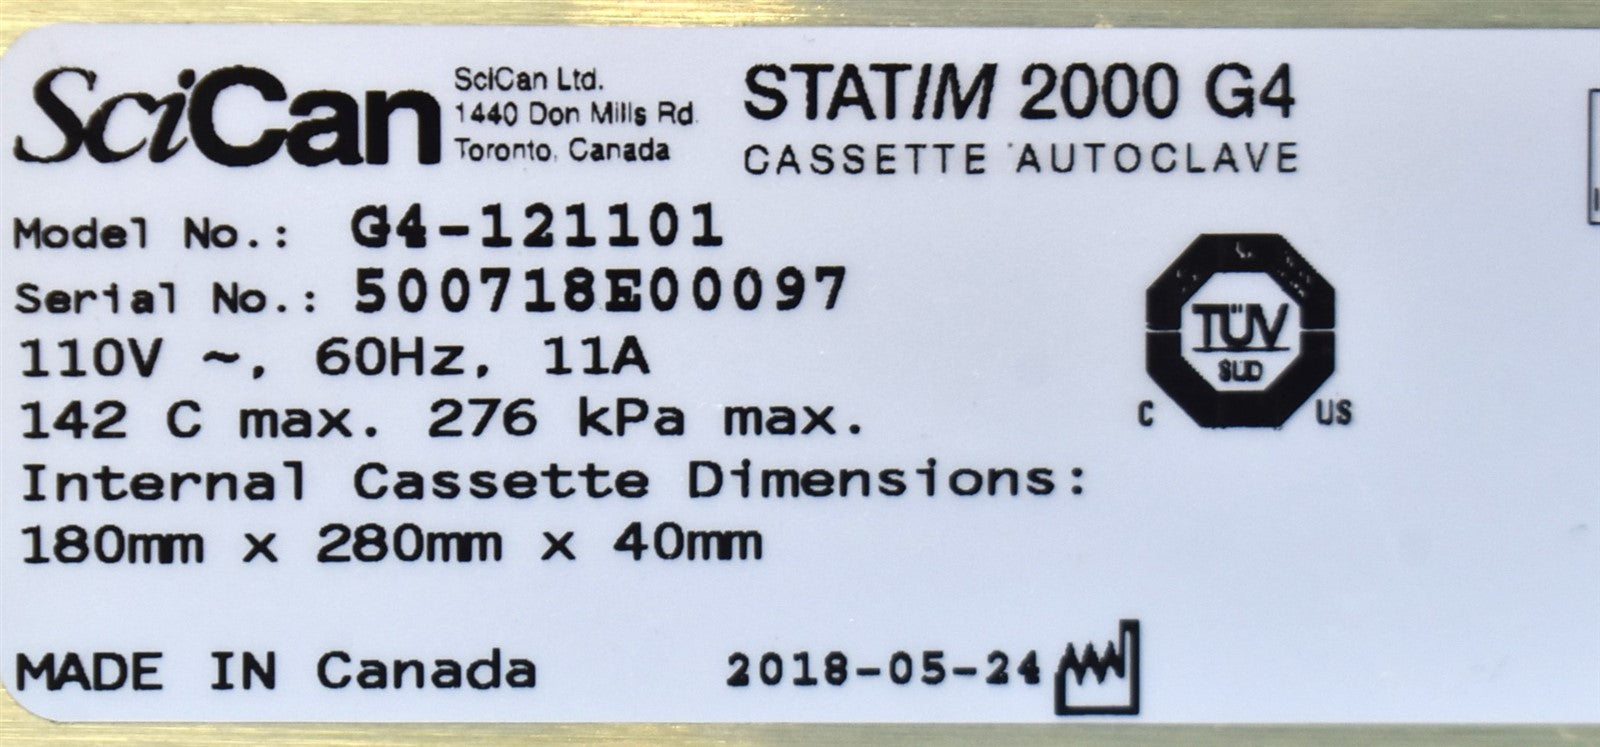 SciCan
SciCan Ltd.
1440 Don Mills Rd.
Toronto, Canada
STATIM 2000 G4
CASSETTE AUTOCLAVE
Model No.: G4-121101
Serial No.: 500718E00097
110V ~, 60Hz, 11A
142 C max. 276 kPa max.
Internal Cassette Dimensions:
180mm x 280mm x 40mm
TÜV
SUD
C US
MADE IN Canada
2018-05-24